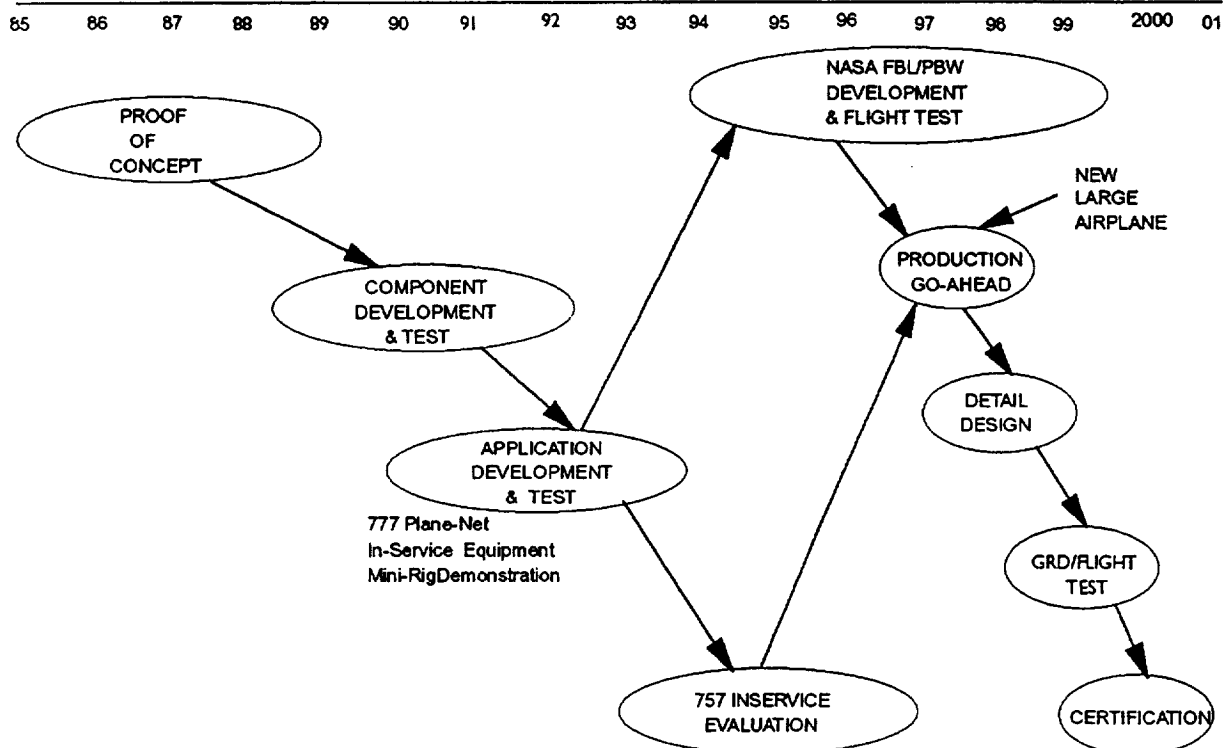 85 86 87 88 89 90 91 92 93 94 95 96 97 98 99 2000 01
NASA FBL/PBW
DEVELOPMENT
& FLIGHT TEST
PROOF
OF
CONCEPT
NEW
LARGE
AIRPLANE
PRODUCTION
GO-AHEAD
COMPONENT
DEVELOPMENT
& TEST
DETAIL
DESIGN
APPLICATION
DEVELOPMENT
& TEST
777 Plane-Net
In-Service Equipment
Mini-RigDemonstration
GRD/FLIGHT
TEST
757 INSERVICE
EVALUATION
CERTIFICATION